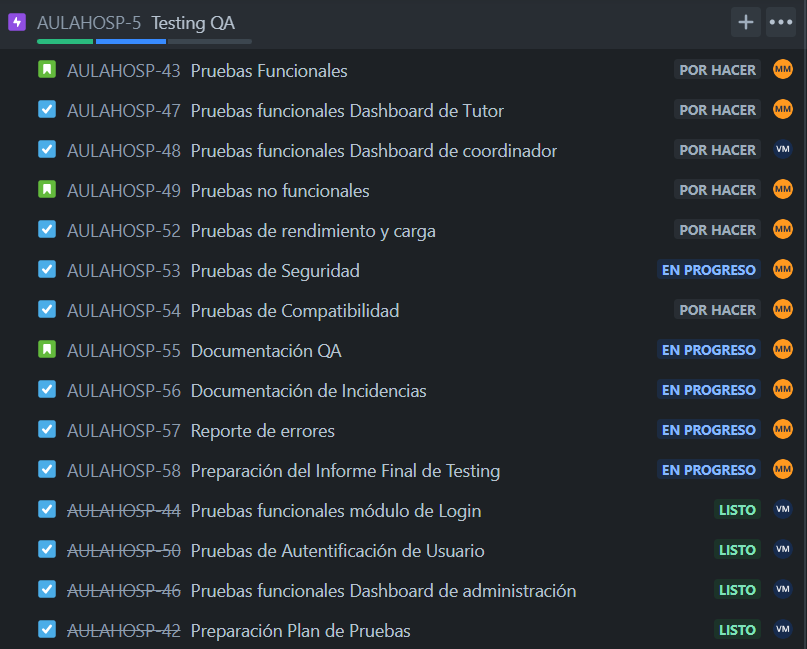 AULAHOSP-5 Testing QA
AULAHOSP-43 Pruebas Funcionales POR HACER MM
AULAHOSP-47 Pruebas funcionales Dashboard de Tutor POR HACER MM
AULAHOSP-48 Pruebas funcionales Dashboard de coordinador POR HACER VM
AULAHOSP-49 Pruebas no funcionales POR HACER MM
AULAHOSP-52 Pruebas de rendimiento y carga POR HACER MM
AULAHOSP-53 Pruebas de Seguridad EN PROGRESO MM
AULAHOSP-54 Pruebas de Compatibilidad POR HACER MM
AULAHOSP-55 Documentación QA EN PROGRESO MM
AULAHOSP-56 Documentación de Incidencias EN PROGRESO MM
AULAHOSP-57 Reporte de errores EN PROGRESO MM
AULAHOSP-58 Preparación del Informe Final de Testing EN PROGRESO MM
AULAHOSP-44 Pruebas funcionales módulo de Login LISTO VM
AULAHOSP-50 Pruebas de Autentificación de Usuario LISTO VM
AULAHOSP-46 Pruebas funcionales Dashboard de administración LISTO VM
AULAHOSP-42 Preparación Plan de Pruebas LISTO VM